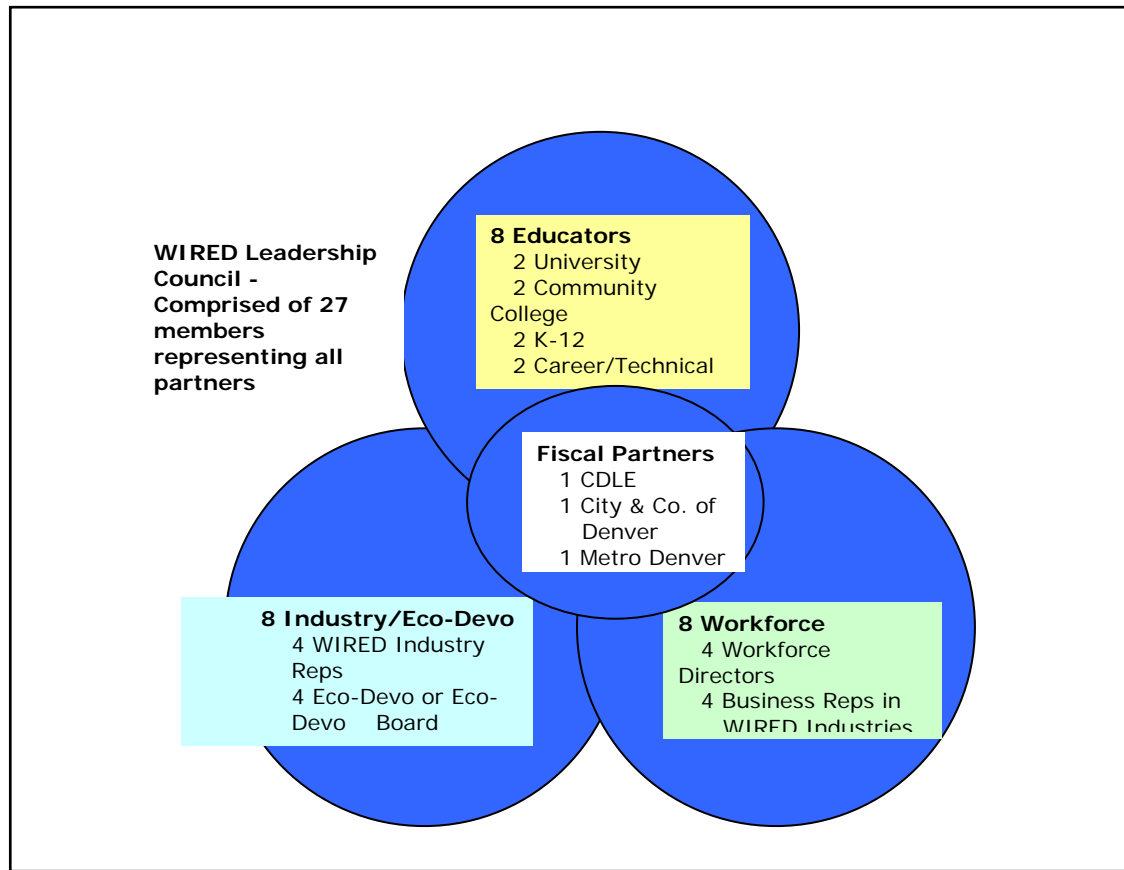 WIRED Leadership
Council -
Comprised of 27
members
representing all
partners
8 Educators
2 University
2 Community
College
2 K-12
2 Career/Technical
Fiscal Partners
1 CDLE
1 City & Co. of
Denver
1 Metro Denver
8 Industry/Eco-Devo
4 WIRED Industry
Reps
4 Eco-Devo or Eco-
Devo Board
8 Workforce
4 Workforce
Directors
4 Business Reps in
WIRED Industries